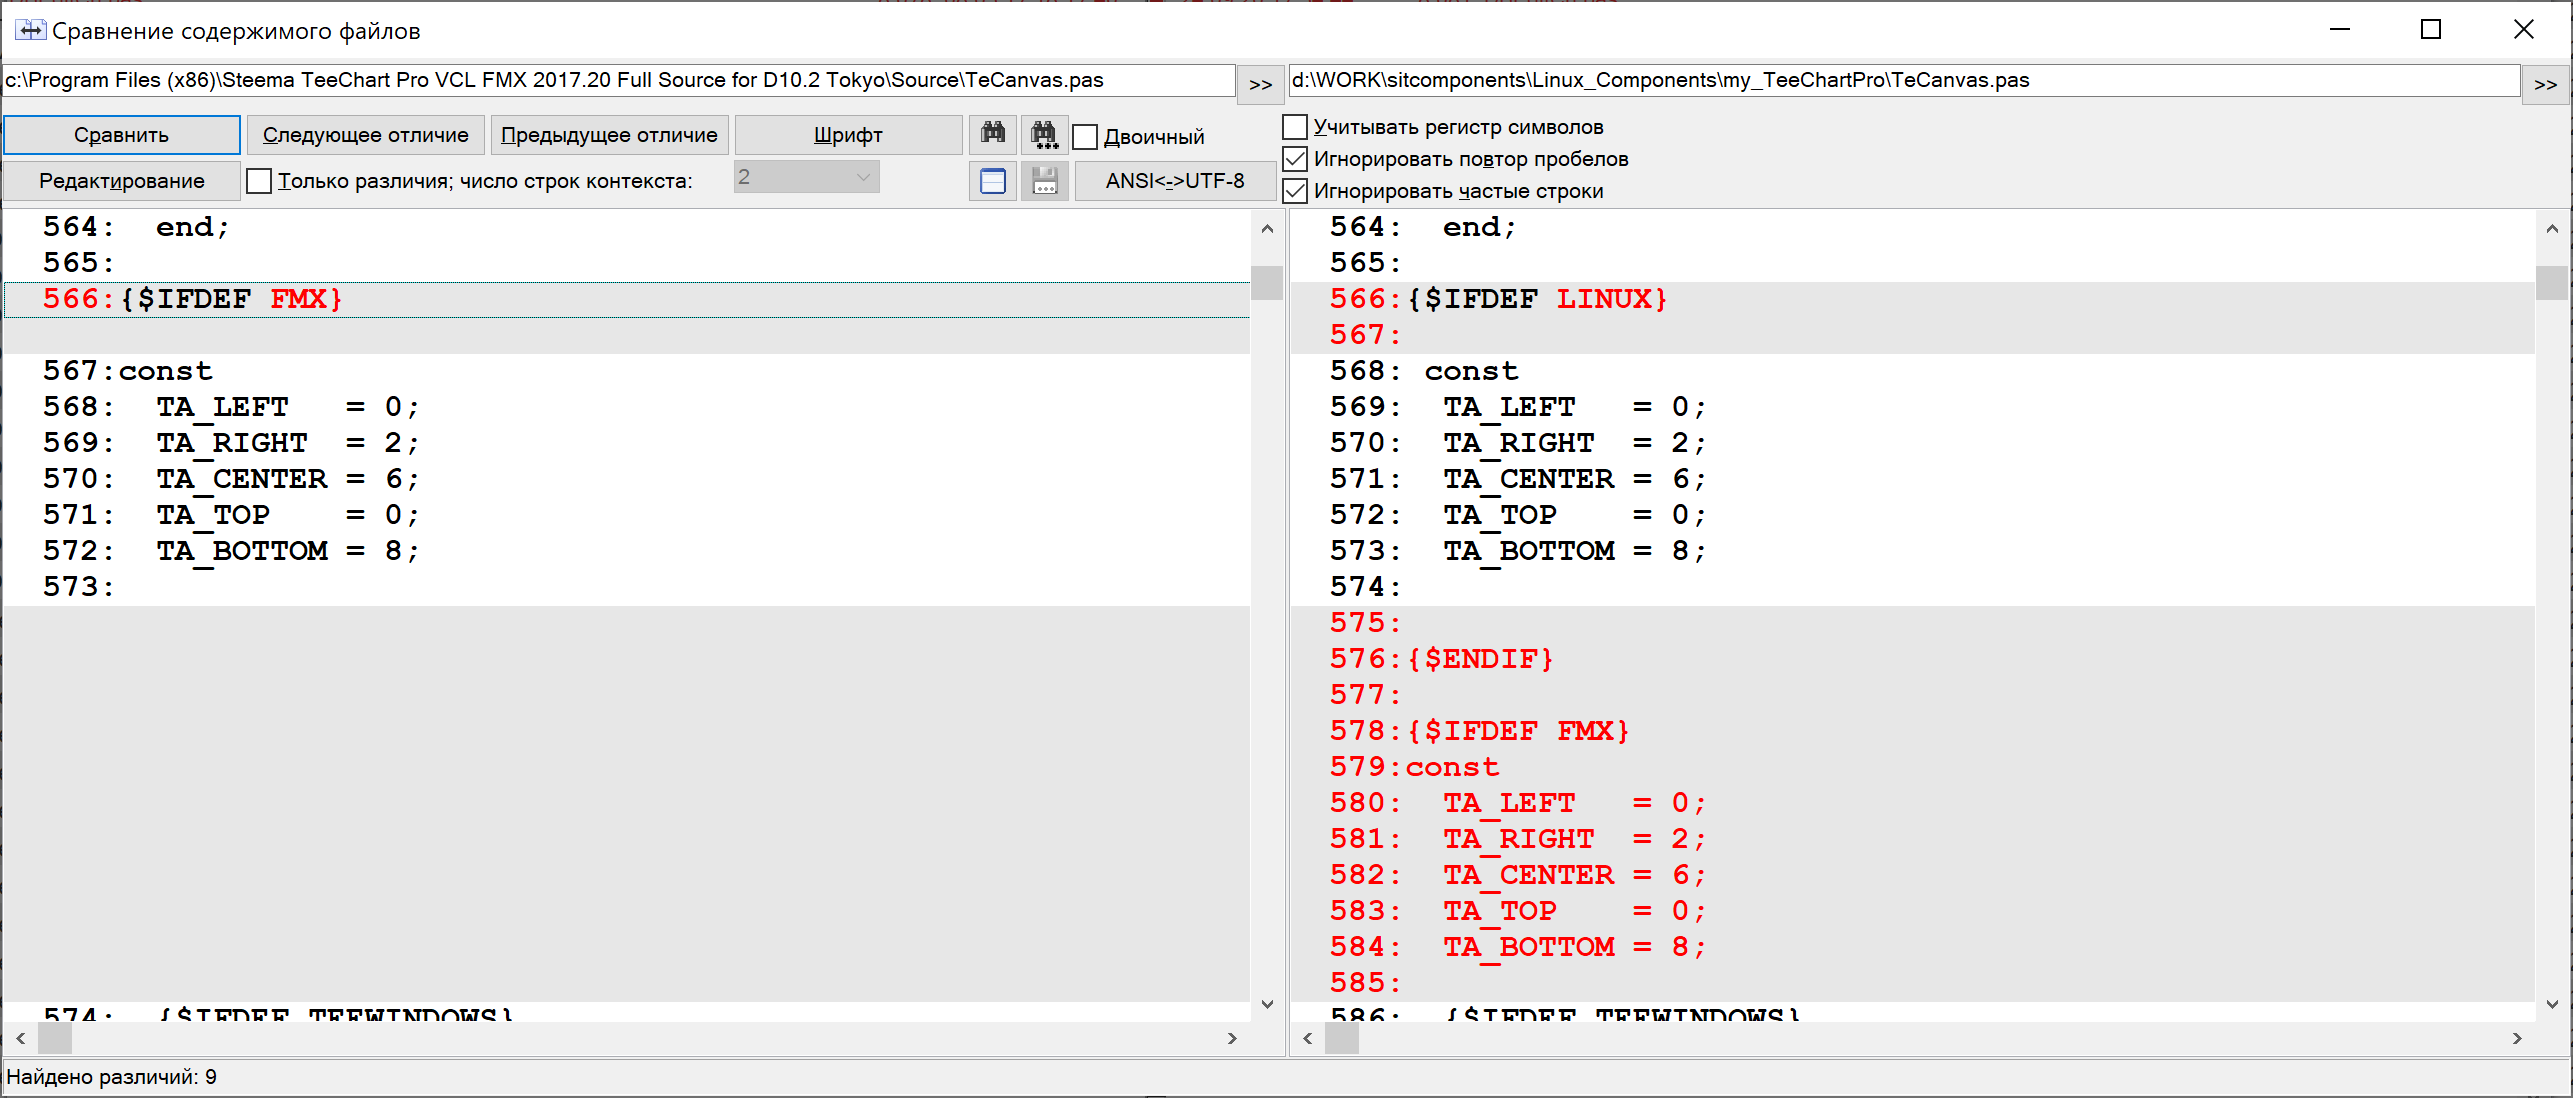 Сравнение содержимого файлов
c:\Program Files (x86)\Steema TeeChart Pro VCL FMX 2017.20 Full Source for D10.2 Tokyo\Source\TeCanvas.pas
>>
d:\WORK\sitcomponents\Linux_Components\my_TeeChartPro\TeCanvas.pas
>>
Сравнить
Следующее отличие
Предыдущее отличие
Шрифт
Двоичный
Учитывать регистр символов
Игнорировать повтор пробелов
Игнорировать частые строки
Редактирование
Только различия; число строк контекста:
2
ANSI<->UTF-8
564:  end;
565:
566:{$IFDEF FMX}
567:const
568:  TA_LEFT   = 0;
569:  TA_RIGHT  = 2;
570:  TA_CENTER = 6;
571:  TA_TOP    = 0;
572:  TA_BOTTOM = 8;
573:
574:  {$IFDEF TEEWINDOWS}
564:  end;
565:
566:{$IFDEF LINUX}
567:
568: const
569:  TA_LEFT   = 0;
570:  TA_RIGHT  = 2;
571:  TA_CENTER = 6;
572:  TA_TOP    = 0;
573:  TA_BOTTOM = 8;
574:
575:
576:{$ENDIF}
577:
578:{$IFDEF FMX}
579:const
580:  TA_LEFT   = 0;
581:  TA_RIGHT  = 2;
582:  TA_CENTER = 6;
583:  TA_TOP    = 0;
584:  TA_BOTTOM = 8;
585:
586:  {$IFDEF TEEWINDOWS}
Найдено различий: 9